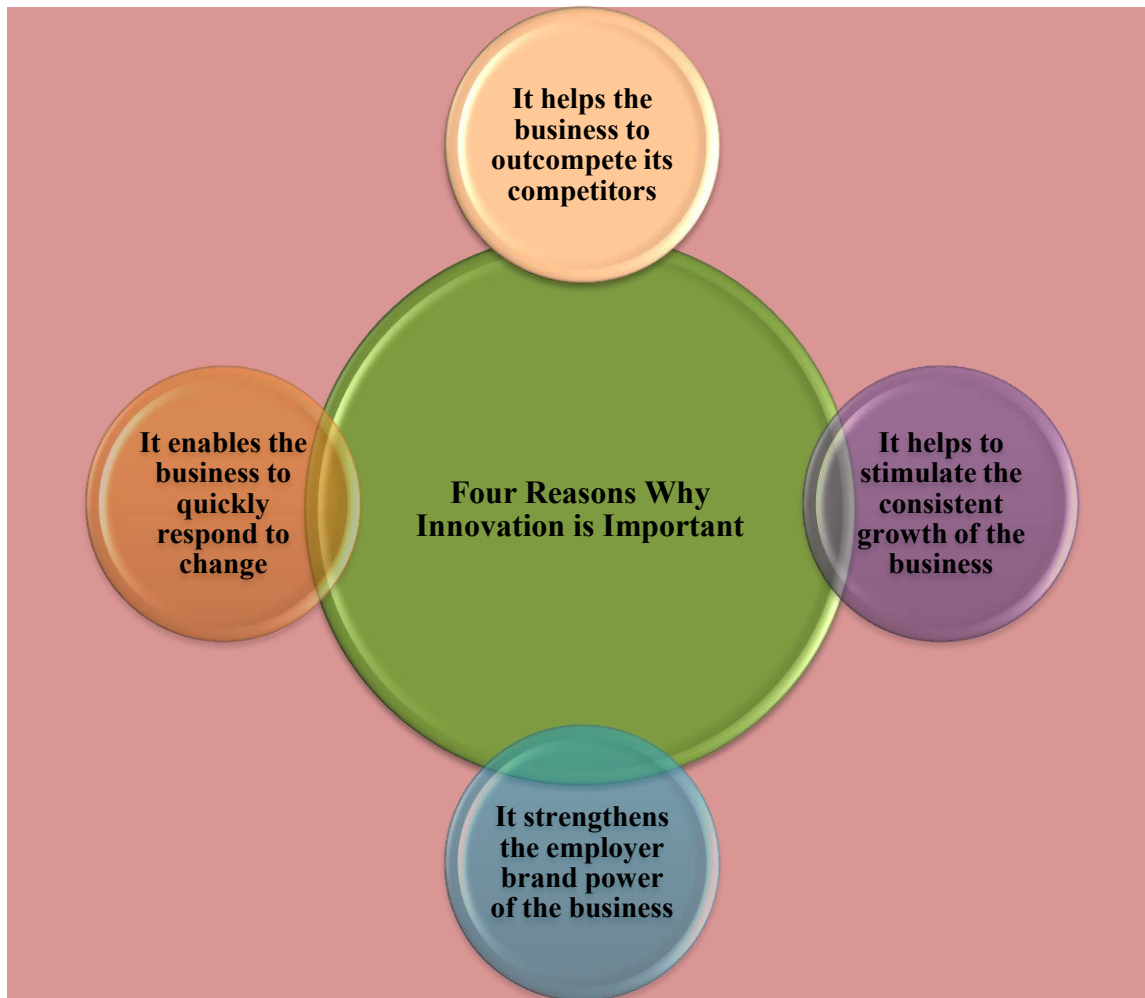 It helps the
business to
outcompete its
competitors
It enables the
business to
quickly
respond to
change
Four Reasons Why
Innovation is Important
It helps to
stimulate the
consistent
growth of the
business
It strengthens
the employer
brand power
of the business